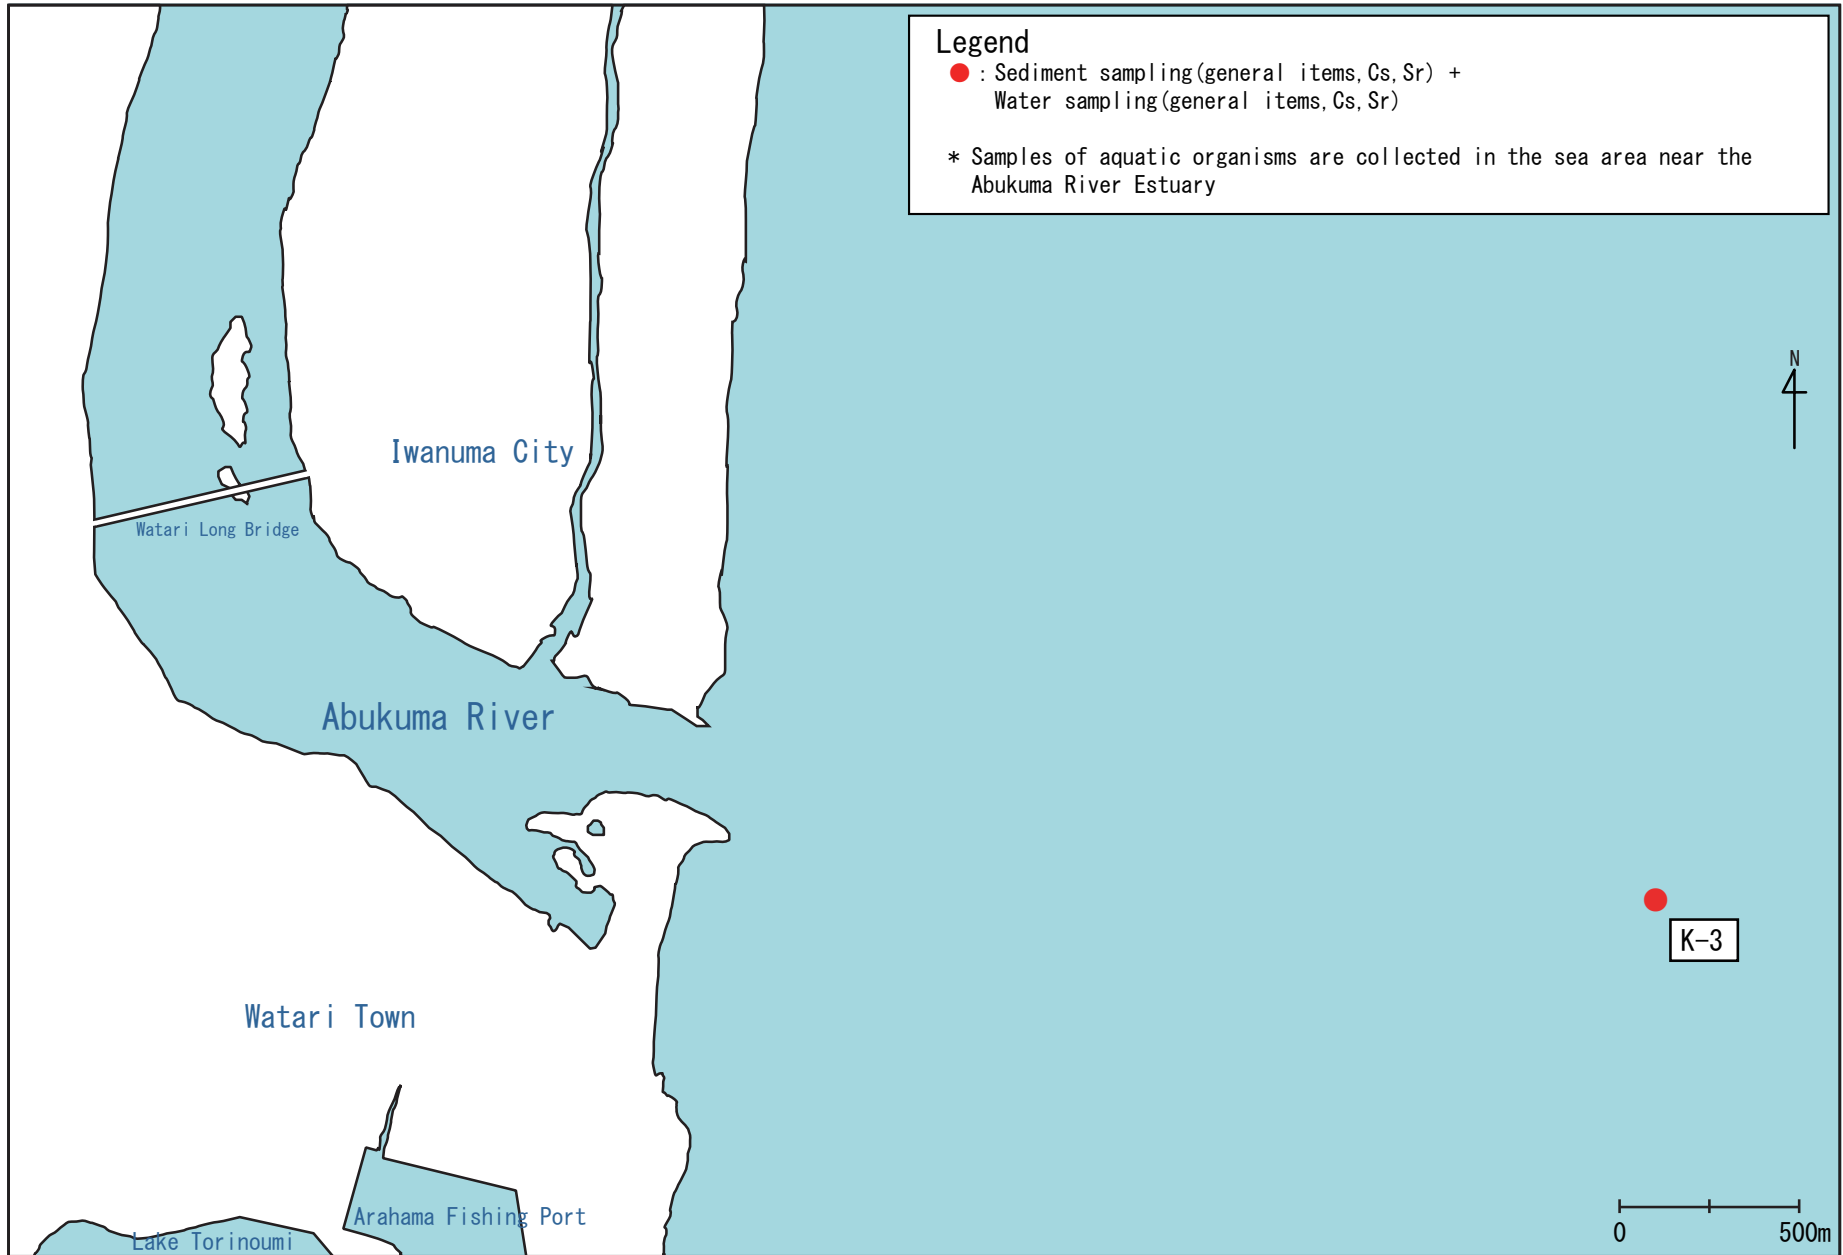 Legend
: Sediment sampling(general items,Cs,Sr) +
Water sampling(general items,Cs,Sr)
* Samples of aquatic organisms are collected in the sea area near the
Abukuma River Estuary
N
Iwanuma City
Watari Long Bridge
Abukuma River
K-3
Watari Town
Arahama Fishing Port
Lake Torinoumi
0 500m